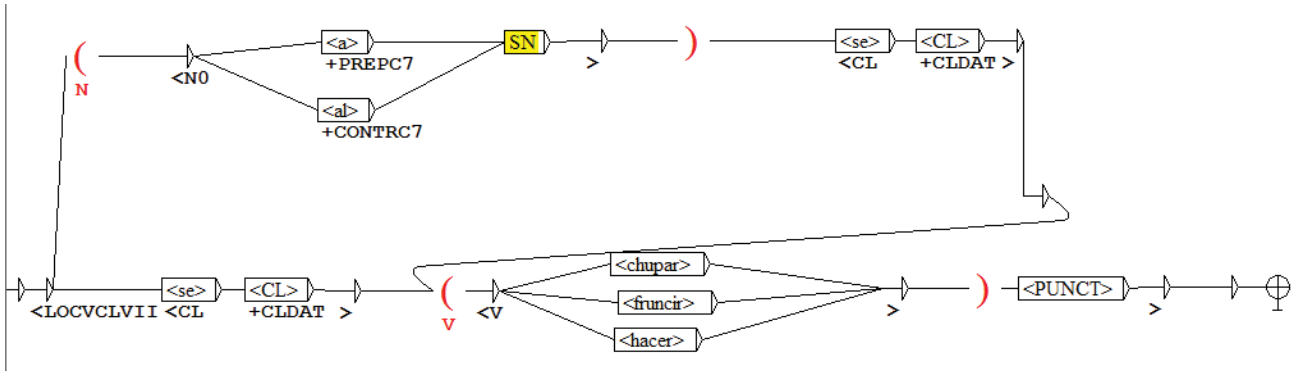 <a> SN <se> <CL>
( <N0 +PREPC7 > ) <CL +CLDAT >
N
<al>
+CONTRC7
<chupar>
<se> <CL> ( <fruncir> ) <PUNCT>
<LOCVCLVII <CL +CLDAT > <V > >
V
<hacer>